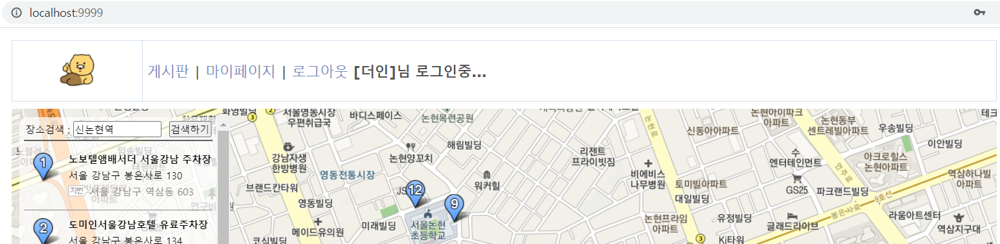 localhost:9999
게시판 | 마이페이지 | 로그아웃 [더인]님 로그인중...
장소검색 : 신논현역 검색하기
1
노보텔앰배서더 서울강남 주차장
서울 강남구 봉은사로 130
지번 서울 강남구 역삼동 603
2
도미인서울강남호텔 유료주차장
서울 강남구 봉은사로 134
화영빌딩
3
2
서울영동시장
우편취급국
바디스페이스
논현목련공원
논현로
논현아이파크
아파트
신동아아파트
논현동부
센트레빌아파트
우송빌딩
이안빌딩
테크
강남자생
한방병원
논현양꼬치
해림빌딩
리젠트
프라이빗짐
수
엔터테인먼트
아크로힐스
논현아파트
언주로
영동전통시장
비에비스
나무병원
토미빌아파트
GS25
파크랜드빌딩
9호선
역삼하나빌
아파트
브랜드칸타워
JS
12
워커힐
9
대일빌딩
봉은사로
영동빌딩
미래빌딩
서울논현
초등학교
논현프라임
아파트
유정빌딩
글래드라이브
라움아트센터
역삼지구대
메이드유의원
코식빌딩
3
Ki타워